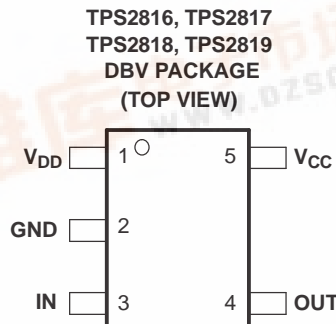 TPS2816, TPS2817
TPS2818, TPS2819
DBV PACKAGE
(TOP VIEW)
VDD 1 5 VCC
GND 2
IN 3 4 OUT